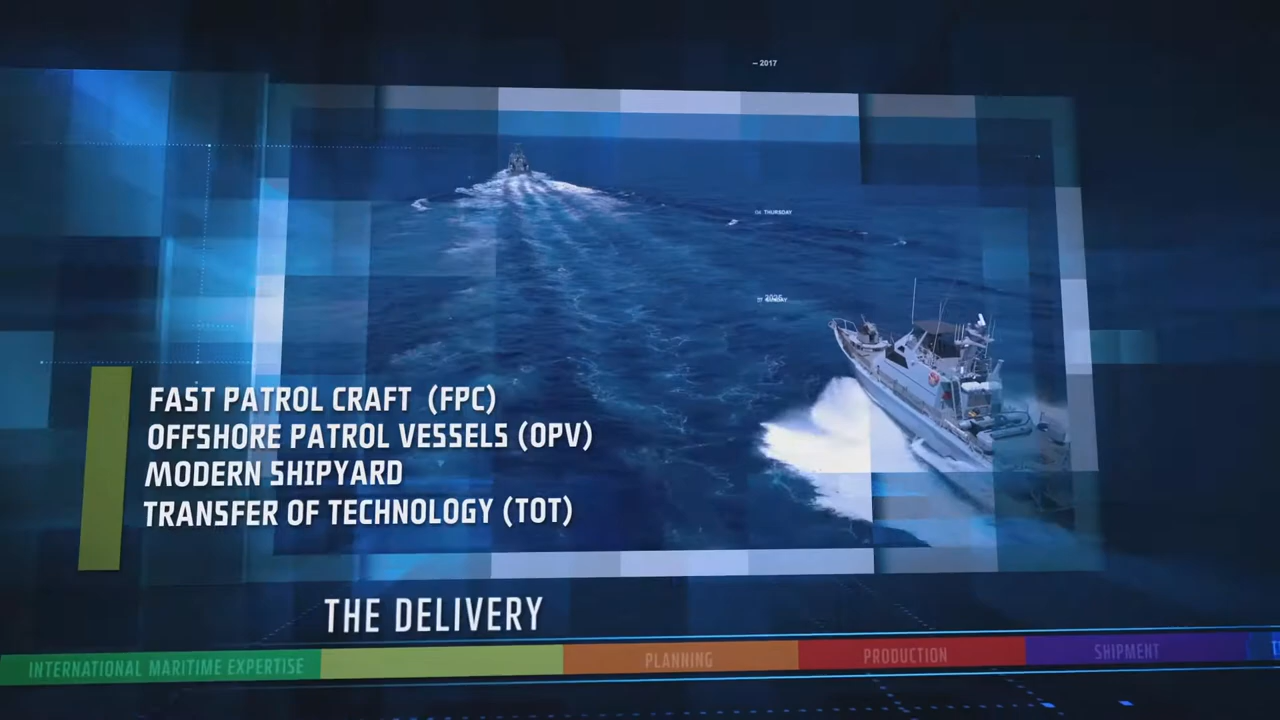 – 2017
THURSDAY
FAST PATROL CRAFT (FPC)
OFFSHORE PATROL VESSELS (OPV)
MODERN SHIPYARD
TRANSFER OF TECHNOLOGY (TOT)
THE DELIVERY
INTERNATIONAL MARITIME EXPERTISE
PLANNING
PRODUCTION
SHIPMENT